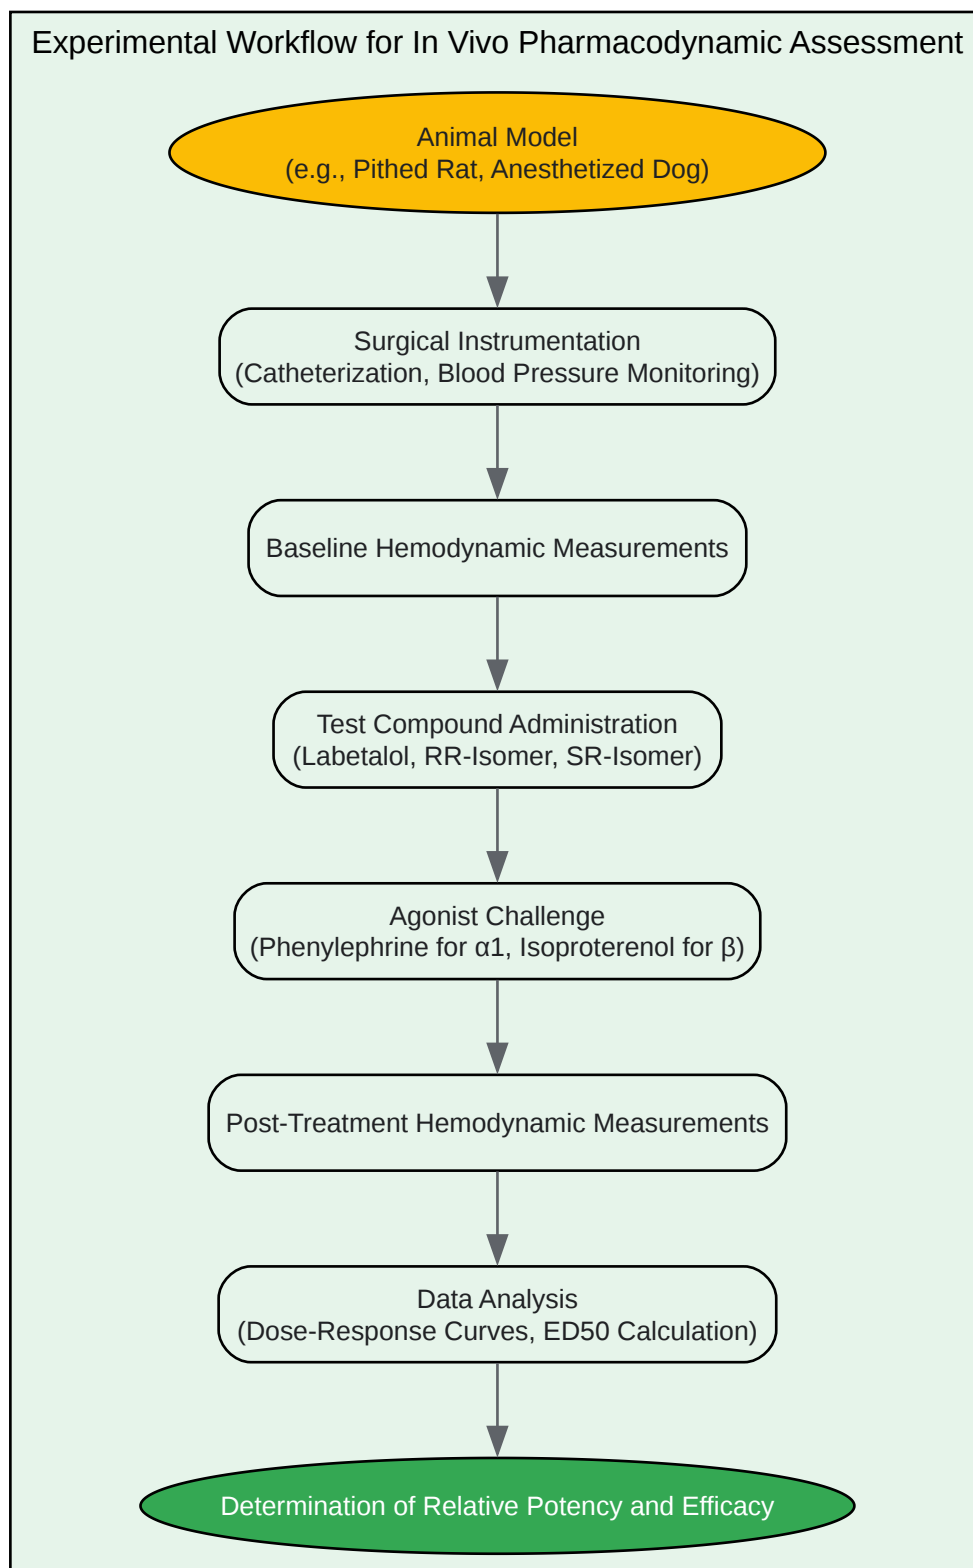 Experimental Workflow for In Vivo Pharmacodynamic Assessment
Animal Model
(e.g., Pithed Rat, Anesthetized Dog)
Surgical Instrumentation
(Catheterization, Blood Pressure Monitoring)
Baseline Hemodynamic Measurements
Test Compound Administration
(Labetalol, RR-Isomer, SR-Isomer)
Agonist Challenge
(Phenylephrine for α1, Isoproterenol for β)
Post-Treatment Hemodynamic Measurements
Data Analysis
(Dose-Response Curves, ED50 Calculation)
Determination of Relative Potency and Efficacy